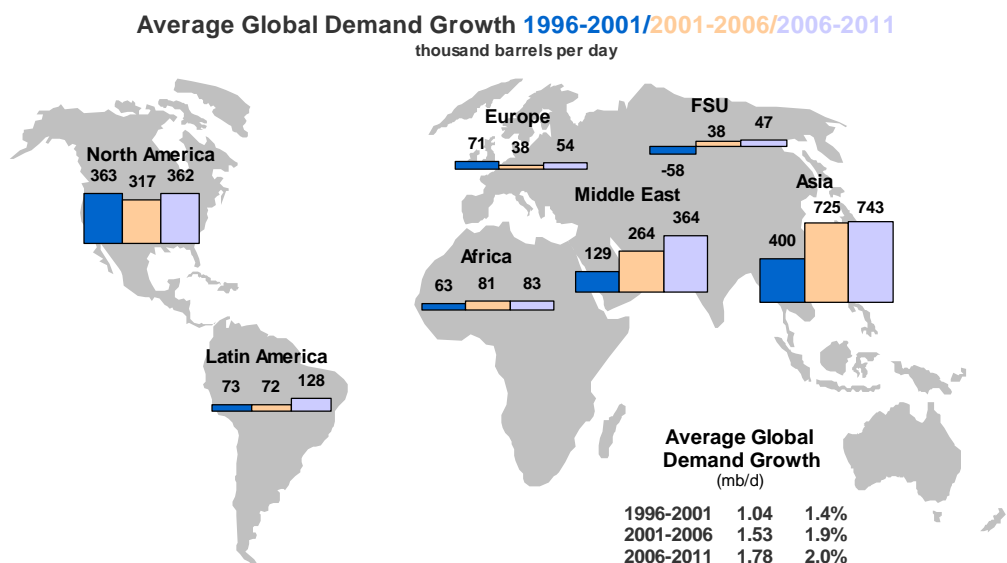 Average Global Demand Growth 1996-2001/2001-2006/2006-2011
thousand barrels per day
North America
363 317 362
Europe
71 38 54
FSU
-58 38 47
Middle East
129 264 364
Asia
400 725 743
Africa
63 81 83
Latin America
73 72 128
Average Global
Demand Growth
(mb/d)
1996-2001 1.04 1.4%
2001-2006 1.53 1.9%
2006-2011 1.78 2.0%